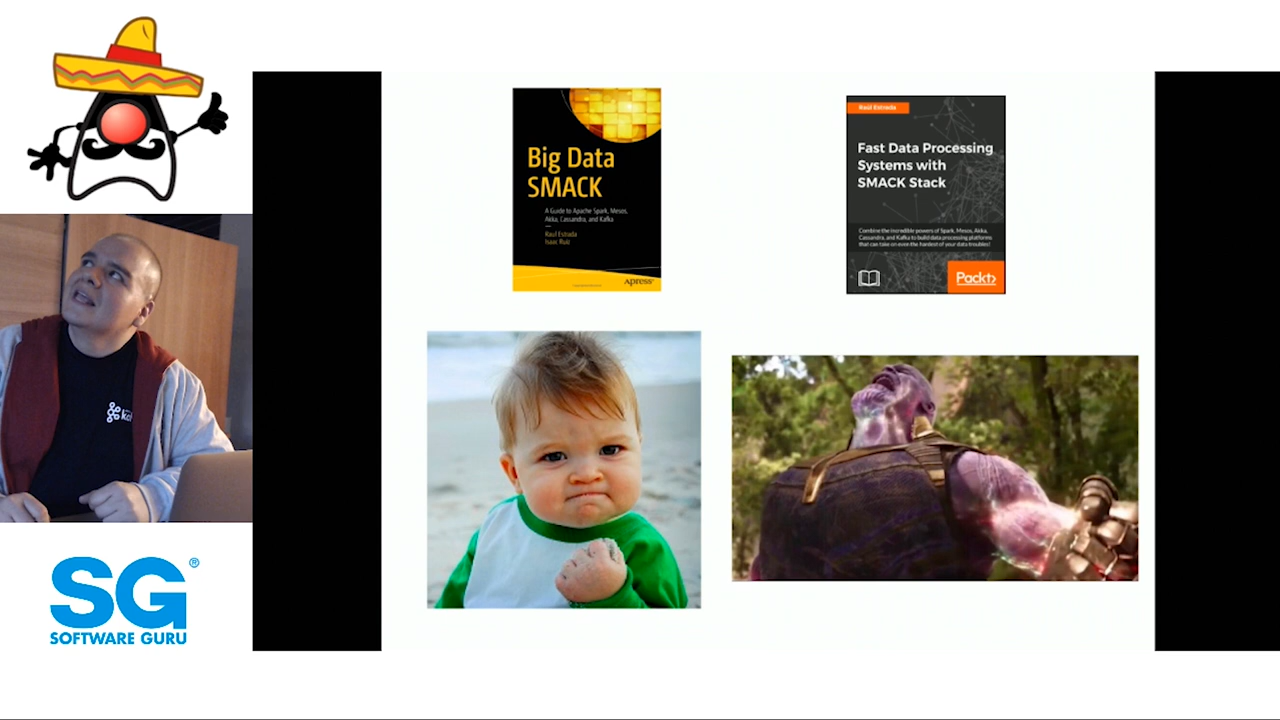 Big Data
SMACK
A Guide to Apache Spark, Mesos,
Akka, Cassandra, and Kafka
Raul Estrada
Isaac Ruiz
Apress®
Raúl Estrada
Fast Data Processing
Systems with
SMACK Stack
Combine the incredible powers of Spark, Mesos, Akka,
Cassandra, and Kafka to build data processing platforms
that can take on even the hardest of your data troubles!
Packt>
SG®
SOFTWARE GURU